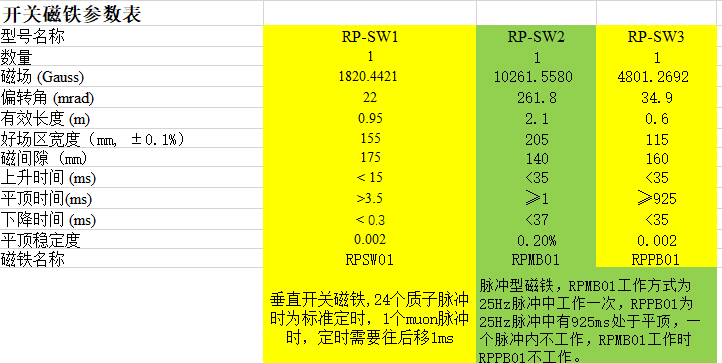 开关磁铁参数表
型号名称 RP-SW1 RP-SW2 RP-SW3
数量 1 1 1
磁场 (Gauss) 1820.4421 10261.5580 4801.2692
偏转角 (mrad) 22 261.8 34.9
有效长度 (m) 0.95 2.1 0.6
好场区宽度 (mm, ±0.1%) 155 205 115
磁间隙 (mm) 175 140 160
上升时间 (ms) < 15 <35 <35
平顶时间(ms) >3.5 ≥1 ≥925
下降时间 (ms) < 0.3 <37 <35
平顶稳定度 0.002 0.20% 0.002
磁铁名称 RPSW01 RPMB01 RPPB01
垂直开关磁铁,24个质子脉冲
时为标准定时，1个muon脉冲
时，定时需要往后移1ms
脉冲型磁铁，RPMB01工作方式为
25Hz脉冲中工作一次，RPPB01为
25Hz脉冲中有925ms处于平顶，一
个脉冲内不工作，RPMB01工作时
RPPB01不工作。